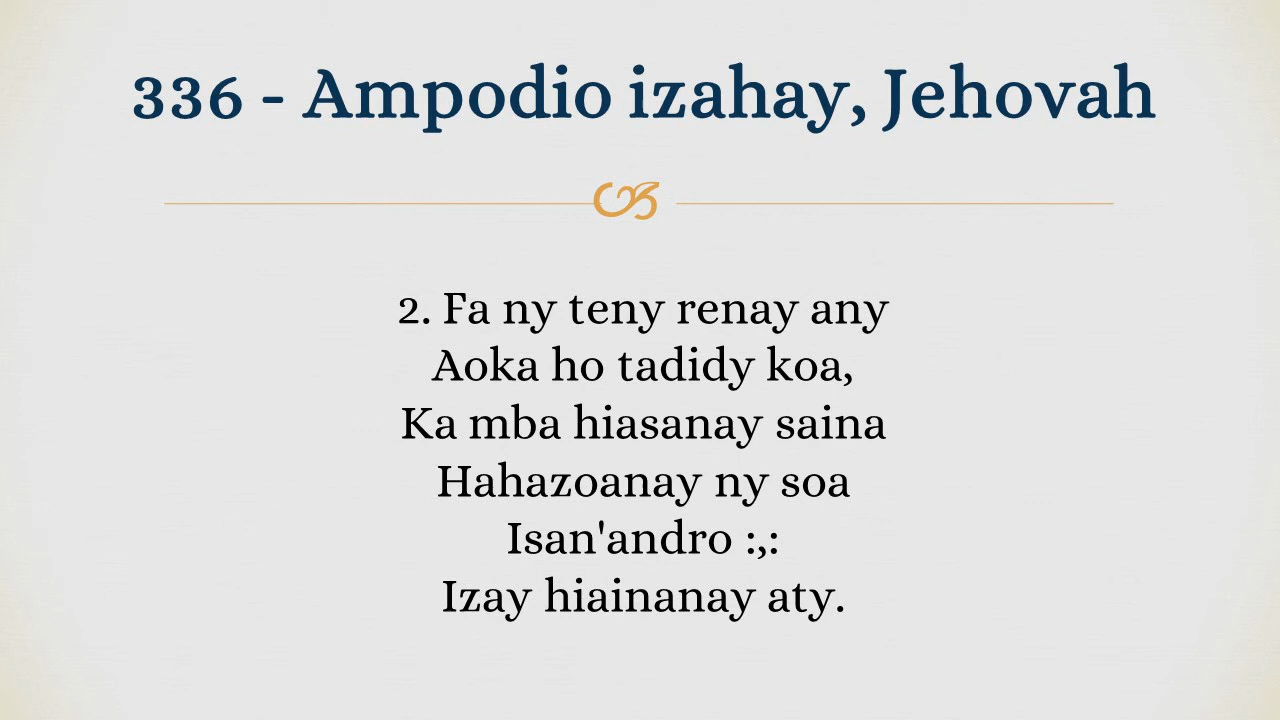 336 - Ampodio izahay, Jehovah
2. Fa ny teny renay any
Aoka ho tadidy koa,
Ka mba hiasanay saina
Hahazoanay ny soa
Isan'andro :,:
Izay hiainanay aty.